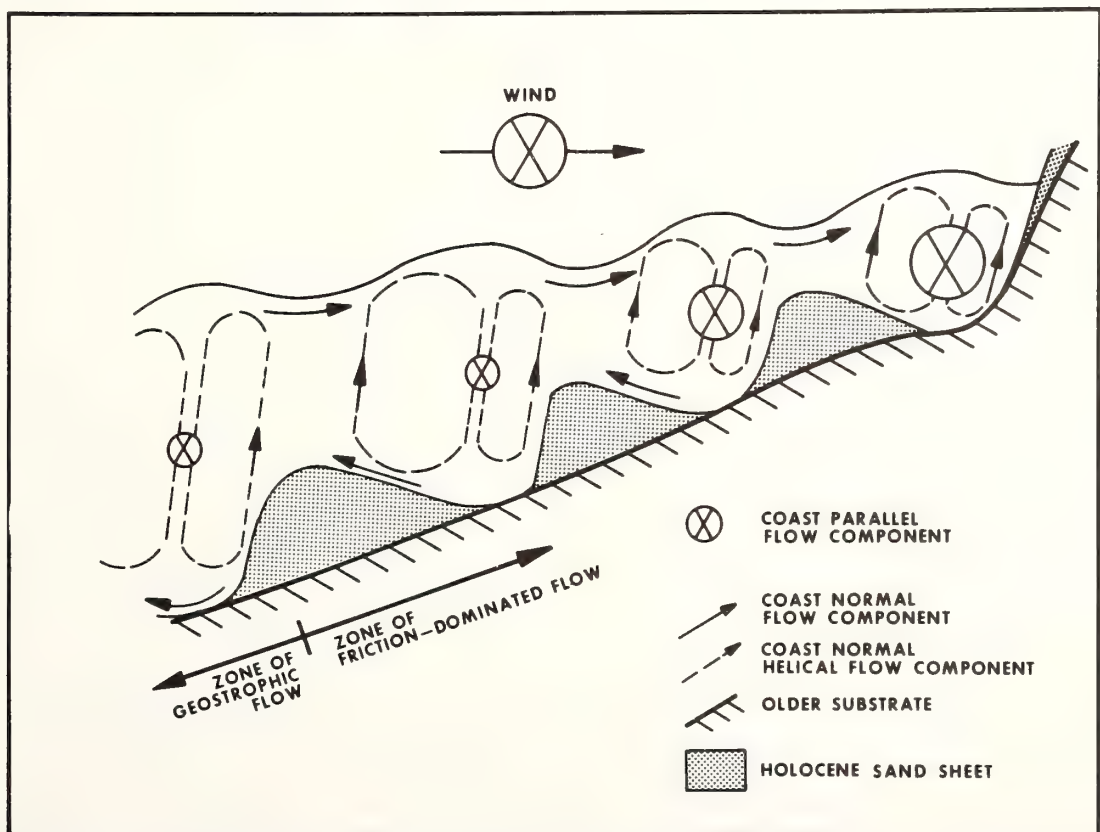 WIND
ZONE OF
FRICTION—DOMINATED FLOW
ZONE OF
GEOSTROPHIC
FLOW
COAST PARALLEL
FLOW COMPONENT
COAST NORMAL
FLOW COMPONENT
COAST NORMAL
HELICAL FLOW COMPONENT
OLDER SUBSTRATE
HOLOCENE SAND SHEET